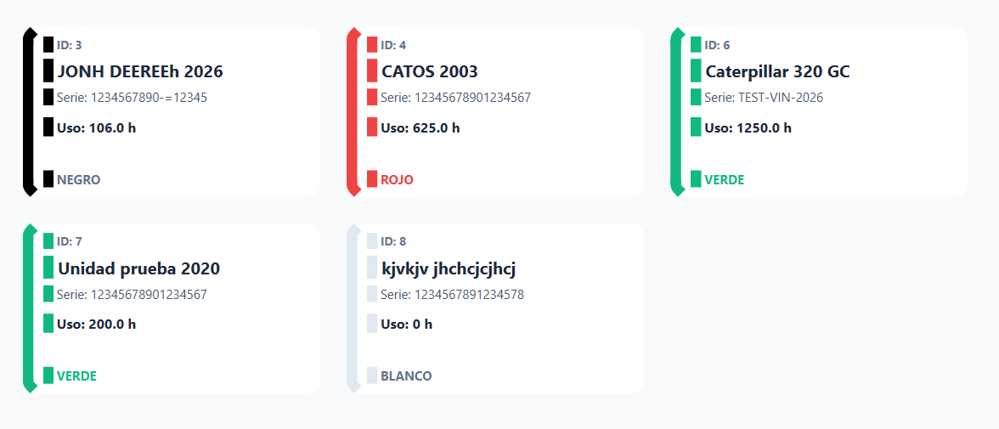 ID: 3
JONH DEEREEh 2026
Serie: 1234567890-=12345
Uso: 106.0 h
NEGRO
ID: 4
CATOS 2003
Serie: 12345678901234567
Uso: 625.0 h
ROJO
ID: 6
Caterpillar 320 GC
Serie: TEST-VIN-2026
Uso: 1250.0 h
VERDE
ID: 7
Unidad prueba 2020
Serie: 12345678901234567
Uso: 200.0 h
VERDE
ID: 8
kjvkjv jhchcjcjhcj
Serie: 1234567891234578
Uso: 0 h
BLANCO